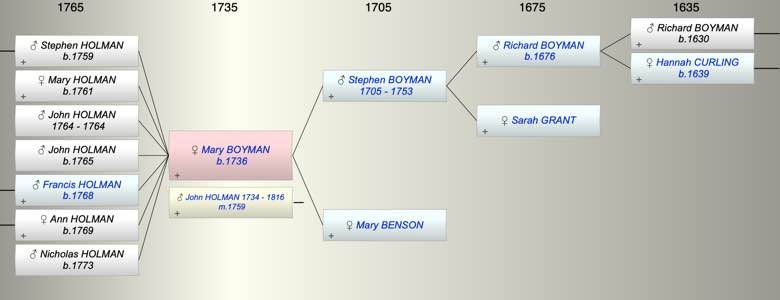 1765
1735
1705
1675
1635
♂ Stephen HOLMAN
b.1759
+
♀ Mary HOLMAN
b.1761
+
♂ John HOLMAN
1764 - 1764
♂ John HOLMAN
b.1765
♂ Francis HOLMAN
b.1768
+
♀ Ann HOLMAN
b.1769
+
♂ Nicholas HOLMAN
b.1773
♀ Mary BOYMAN
b.1736
+
♂ John HOLMAN 1734 - 1816
m.1759
+
♂ Stephen BOYMAN
1705 - 1753
+
♀ Mary BENSON
+
♂ Richard BOYMAN
b.1676
+
♀ Sarah GRANT
+
♂ Richard BOYMAN
b.1630
+
♀ Hannah CURLING
b.1639
+